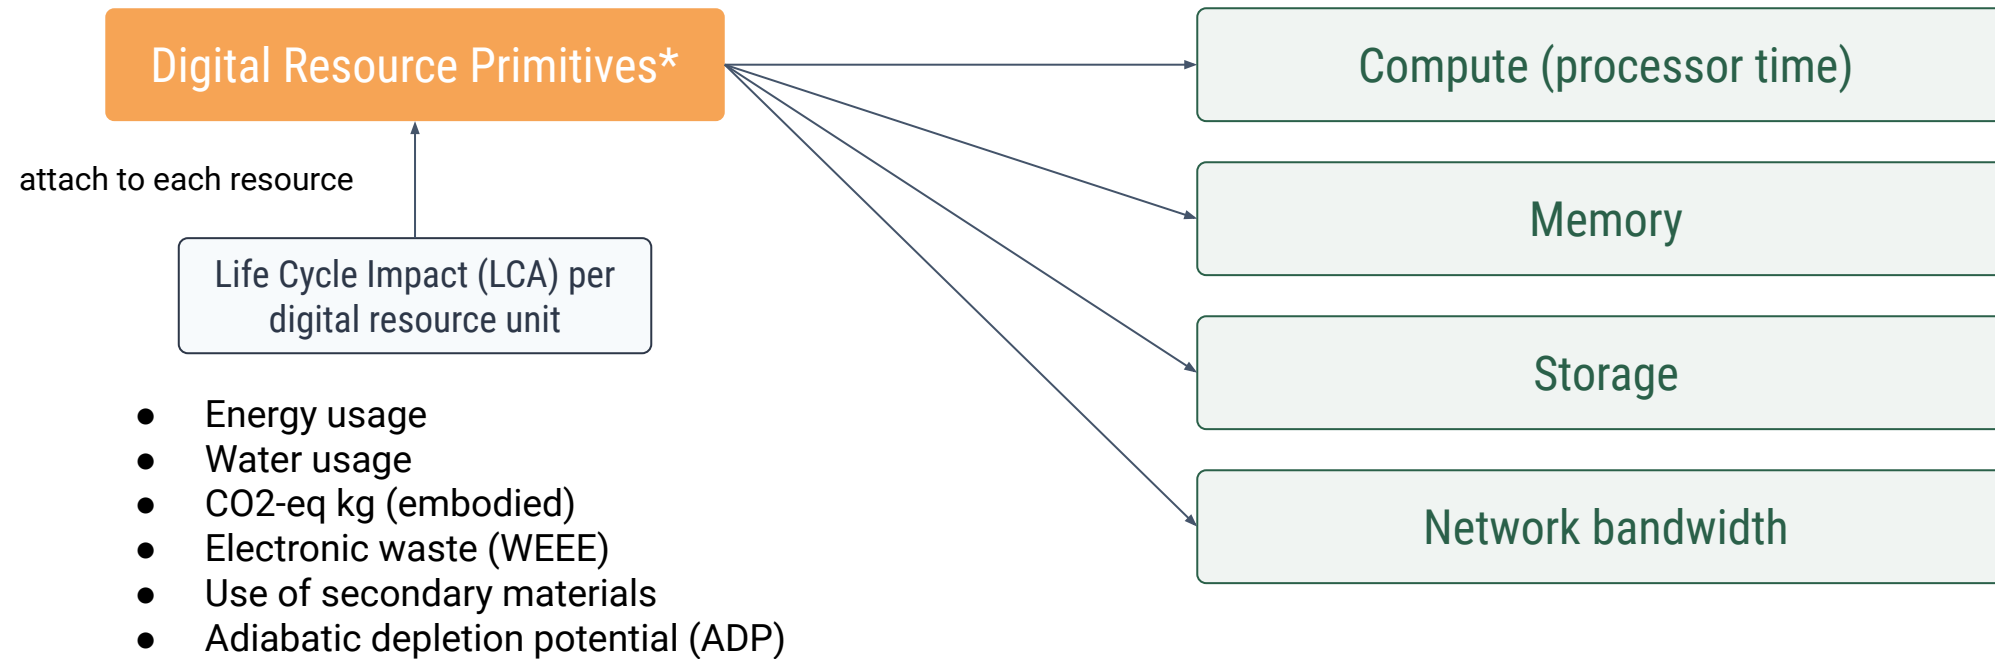 Digital Resource Primitives*
attach to each resource
Life Cycle Impact (LCA) per
digital resource unit
● Energy usage
● Water usage
● CO2-eq kg (embodied)
● Electronic waste (WEEE)
● Use of secondary materials
● Adiabatic depletion potential (ADP)
Compute (processor time)
Memory
Storage
Network bandwidth